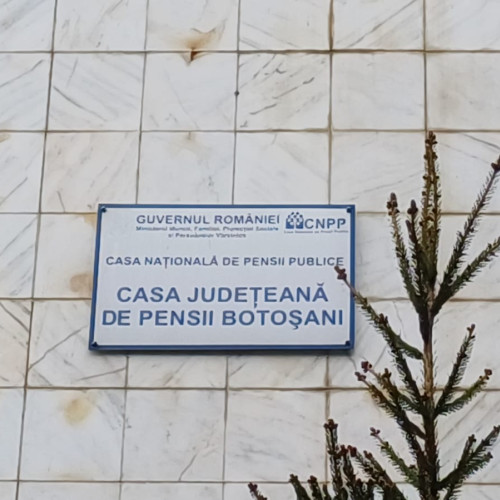 GUVERNUL ROMÂNIEI
Ministerul Muncii, Familiei, Protecției Sociale
și Persoanelor Vârstnice
CNPP
CASA NAȚIONALĂ DE PENSII PUBLICE
CASA JUDEȚEANĂ
DE PENSII BOTOȘANI